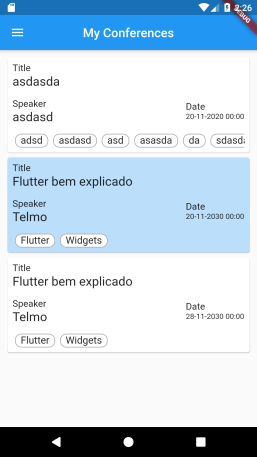 2:26
DEBUG
My Conferences
Title
asdasda
Speaker
asdasd
Date
20-11-2020 00:00
adsd asdasd asd asasda da sdasda
Title
Flutter bem explicado
Speaker
Telmo
Date
20-11-2030 00:00
Flutter Widgets
Title
Flutter bem explicado
Speaker
Telmo
Date
28-11-2030 00:00
Flutter Widgets